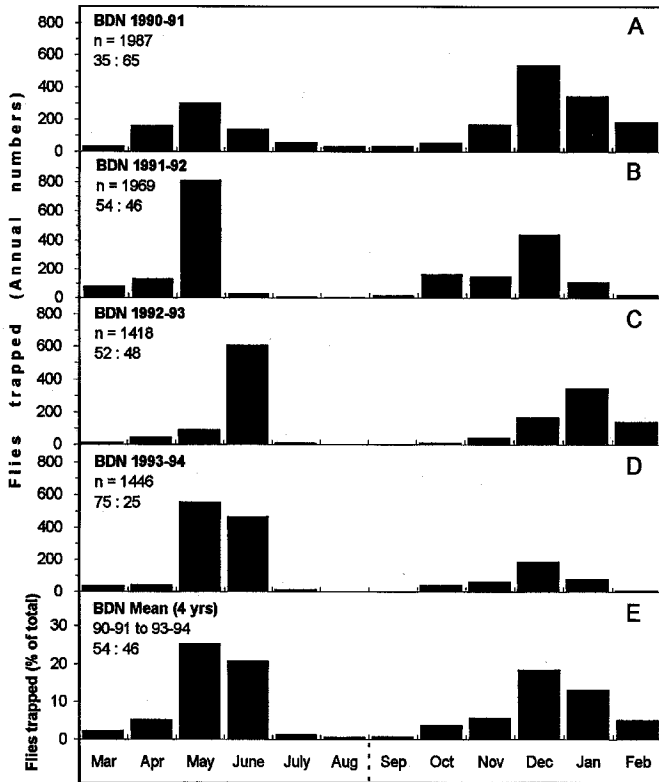 Flies trapped (Annual numbers)
800
600
400
200
0
BDN 1990-91
n = 1987
35 : 65
A
800
600
400
200
0
BDN 1991-92
n = 1969
54 : 46
B
800
600
400
200
0
BDN 1992-93
n = 1418
52 : 48
C
800
600
400
200
0
BDN 1993-94
n = 1446
75 : 25
D
Flies trapped (% of total)
30
20
10
0
BDN Mean (4 yrs)
90-91 to 93-94
54 : 46
E
Mar Apr May June July Aug Sep Oct Nov Dec Jan Feb